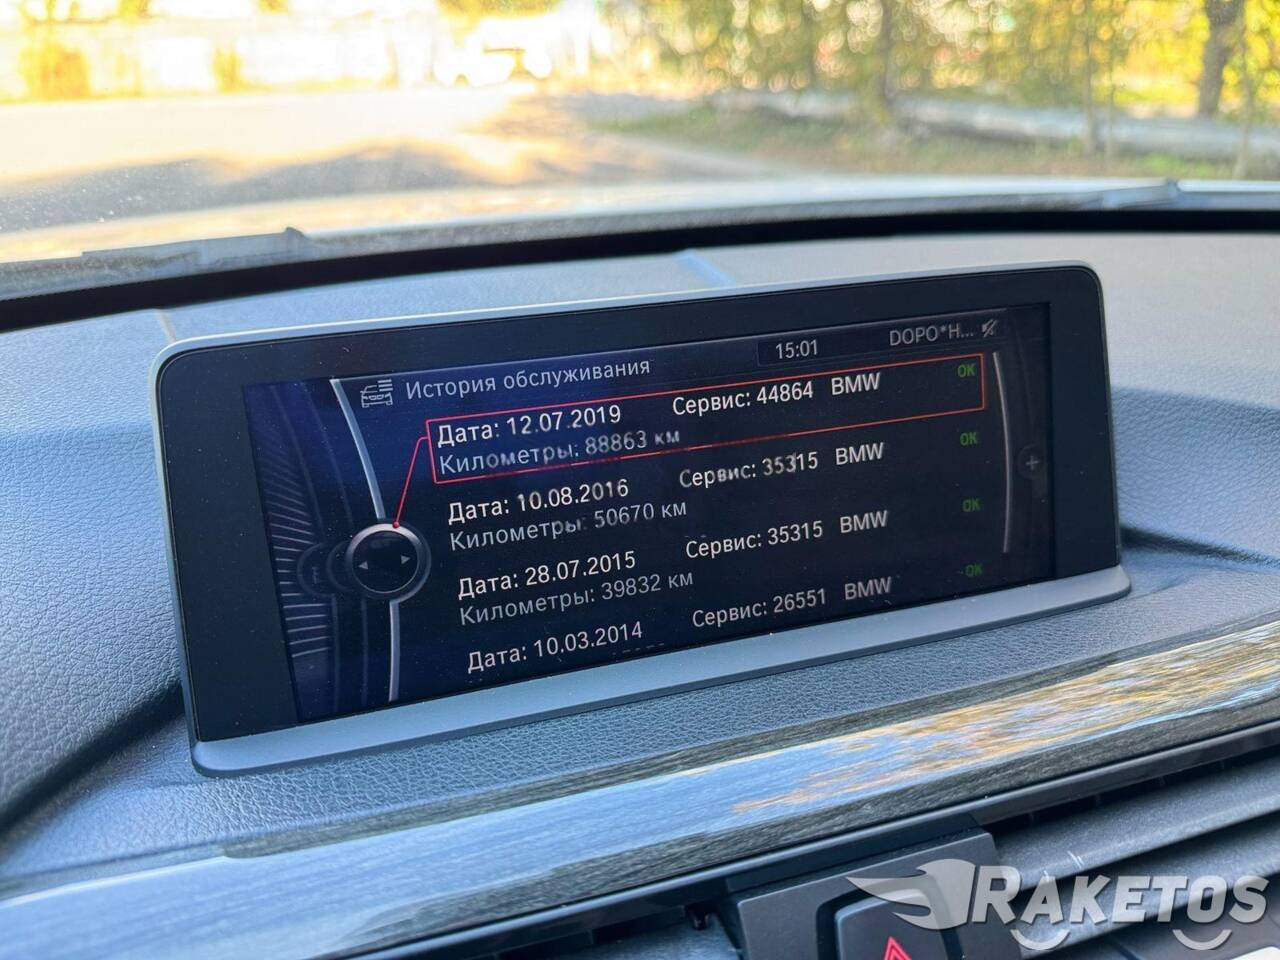 15:01 DOPO*H...
История обслуживания
Дата: 12.07.2019 Сервис: 44864 BMW OK
Километры: 88863 км
Дата: 10.08.2016 Сервис: 35315 BMW OK
Километры: 50670 км
Дата: 28.07.2015 Сервис: 35315 BMW OK
Километры: 39832 км
Дата: 10.03.2014 Сервис: 26551 BMW OK
RAKETOS